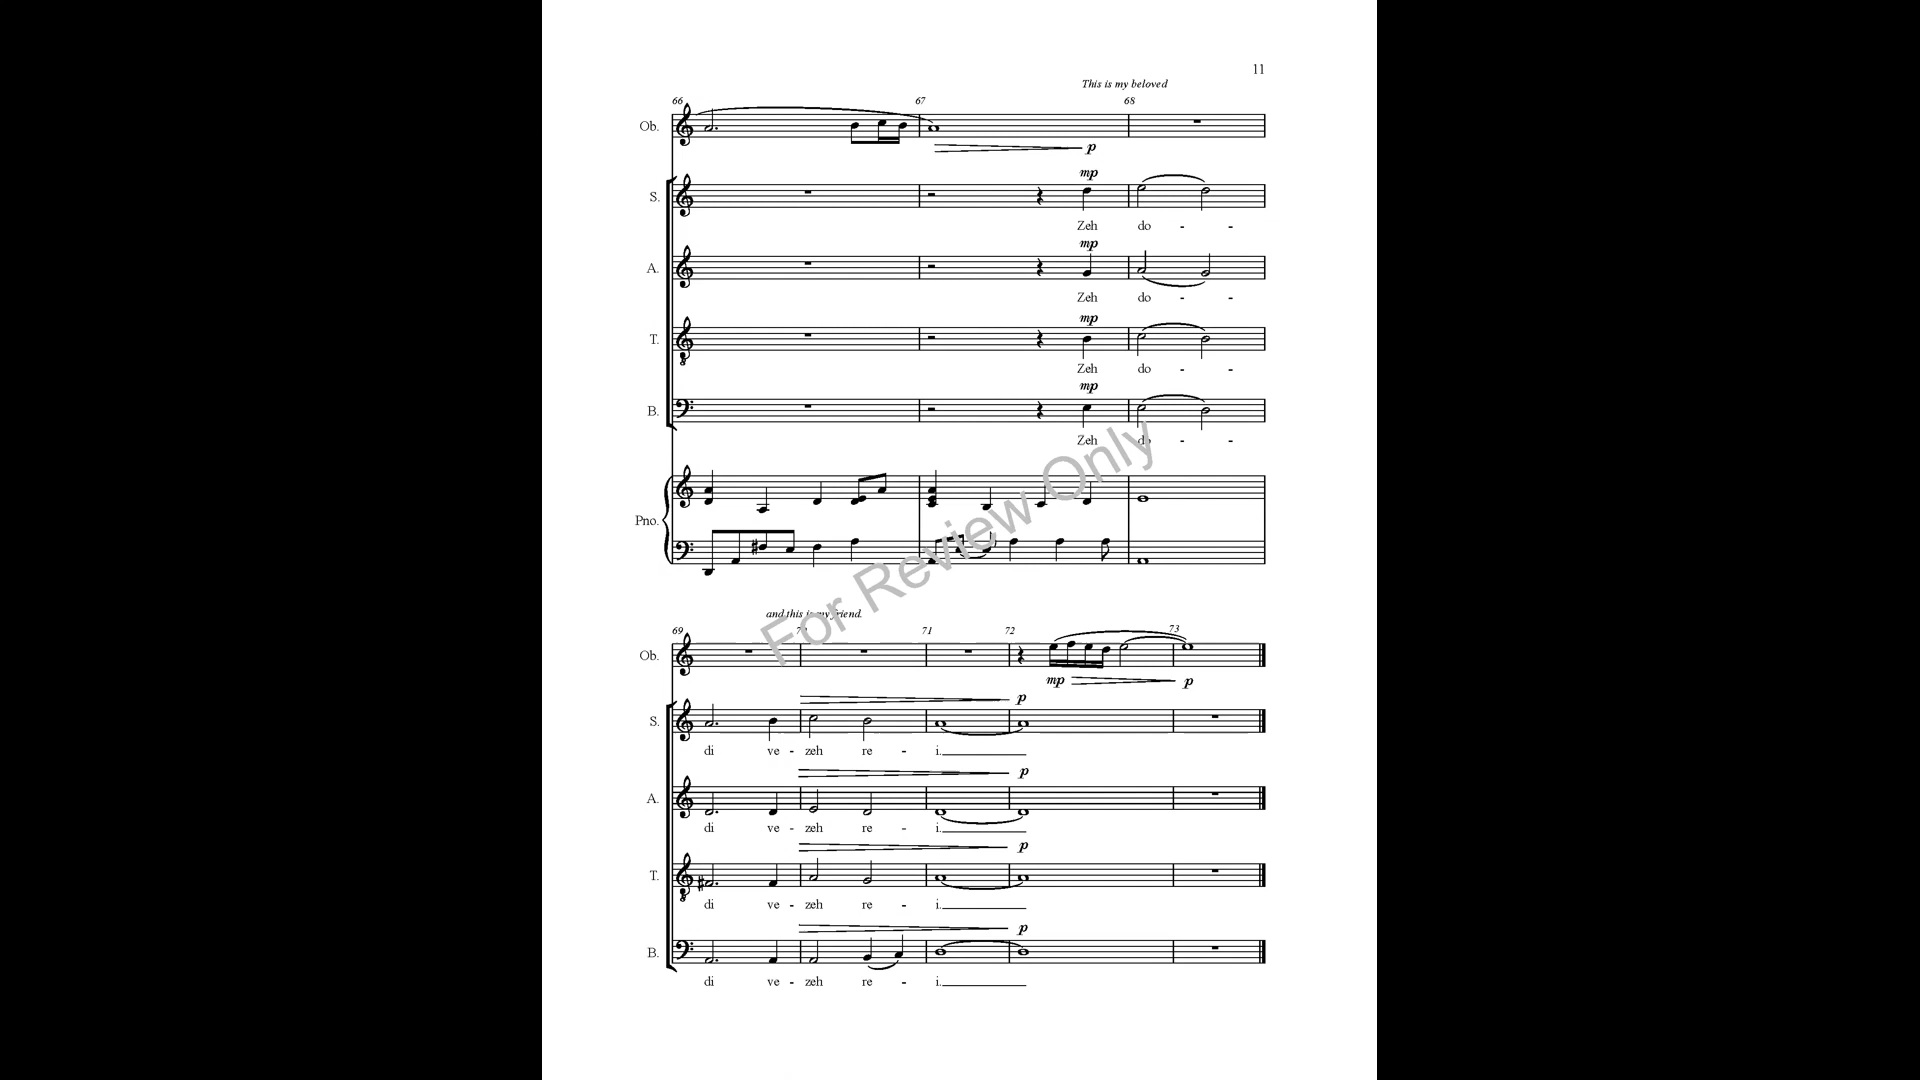 11
This is my beloved
66 67 68
Ob.
p
mp
S.
Zeh do - -
mp
A.
Zeh do - -
mp
T.
Zeh do - -
mp
B.
Zeh do - -
Pno.
For Review Only
and this is my friend.
69 71 72 73
Ob.
mp p
p
S.
di ve - zeh re - i.
p
A.
di ve - zeh re - i.
p
T.
di ve - zeh re - i.
p
B.
di ve - zeh re - i.